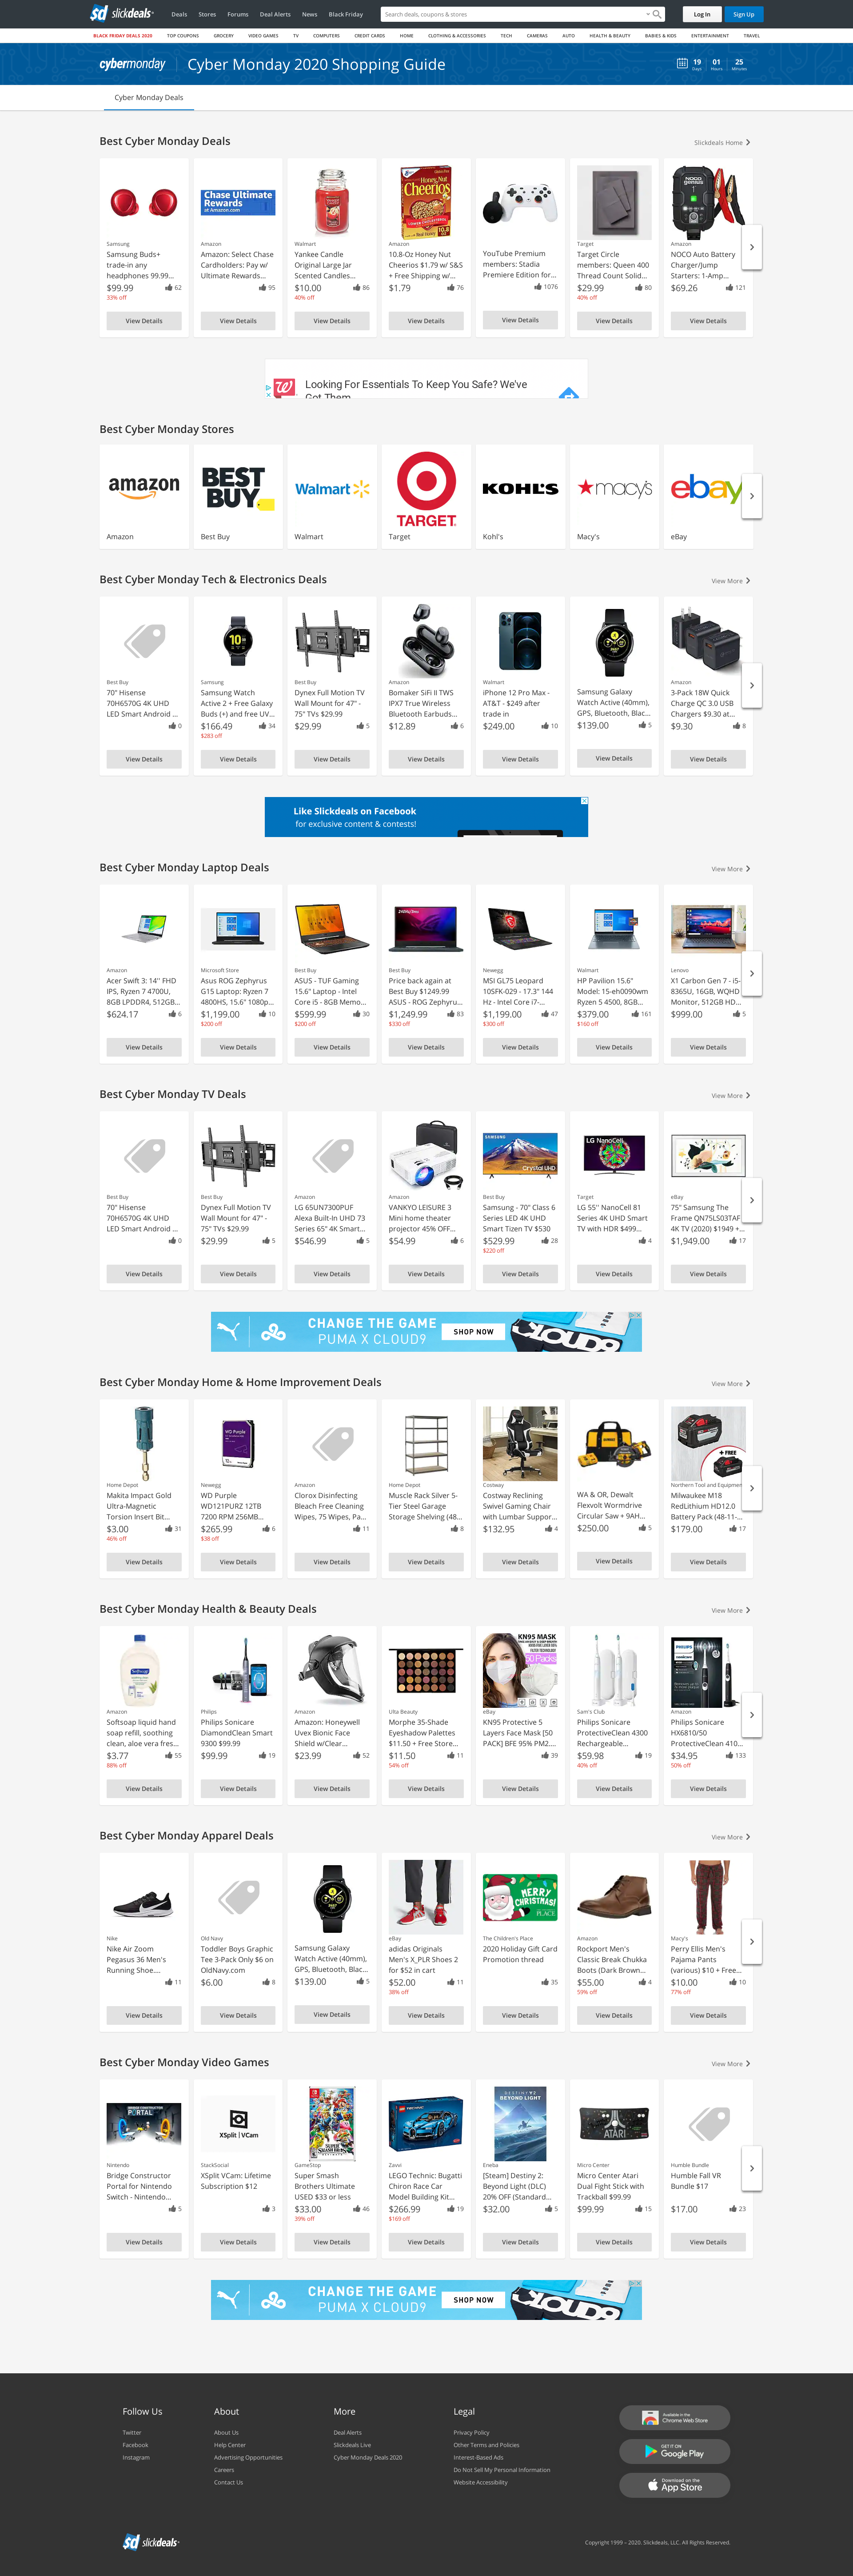 slickdeals
Deals Stores Forums Deal Alerts News Black Friday
Search deals, coupons & stores
Log In Sign Up
BLACK FRIDAY DEALS 2020 TOP COUPONS GROCERY VIDEO GAMES TV COMPUTERS CREDIT CARDS HOME CLOTHING & ACCESSORIES TECH CAMERAS AUTO HEALTH & BEAUTY BABIES & KIDS ENTERTAINMENT TRAVEL
cybermonday Cyber Monday 2020 Shopping Guide
19 Days 01 Hours 25 Minutes
Cyber Monday Deals
Best Cyber Monday Deals
Slickdeals Home
Samsung
Samsung Buds+
trade-in any
headphones 99.99...
$99.99 62
33% off
View Details
Chase Ultimate
Rewards
at Amazon.com
Amazon
Amazon: Select Chase
Cardholders: Pay w/
Ultimate Rewards...
95
View Details
Walmart
Yankee Candle
Original Large Jar
Scented Candles...
$10.00 86
40% off
View Details
Honey Nut
Cheerios
Amazon
10.8-Oz Honey Nut
Cheerios $1.79 w/ S&S
+ Free Shipping w/...
$1.79 76
View Details
YouTube Premium
members: Stadia
Premiere Edition for...
1076
View Details
Target
Target Circle
members: Queen 400
Thread Count Solid...
$29.99 80
40% off
View Details
NOCO
genius
Amazon
NOCO Auto Battery
Charger/Jump
Starters: 1-Amp...
$69.26 121
View Details
Looking For Essentials To Keep You Safe? We've
Got Them
Best Cyber Monday Stores
amazon
Amazon
BEST
BUY
Best Buy
Walmart
Walmart
TARGET
Target
KOHL'S
Kohl's
macy's
Macy's
ebay
eBay
Best Cyber Monday Tech & Electronics Deals
View More
Best Buy
70" Hisense
70H6570G 4K UHD
LED Smart Android ...
0
View Details
Samsung
Samsung Watch
Active 2 + Free Galaxy
Buds (+) and free UV...
$166.49 34
$283 off
View Details
Best Buy
Dynex Full Motion TV
Wall Mount for 47" -
75" TVs $29.99
$29.99 5
View Details
Amazon
Bomaker SiFi II TWS
IPX7 True Wireless
Bluetooth Earbuds...
$12.89 6
View Details
Walmart
iPhone 12 Pro Max -
AT&T - $249 after
trade in
$249.00 10
View Details
Samsung Galaxy
Watch Active (40mm),
GPS, Bluetooth, Blac...
$139.00 5
View Details
Amazon
3-Pack 18W Quick
Charge QC 3.0 USB
Chargers $9.30 at...
$9.30 8
View Details
Like Slickdeals on Facebook
for exclusive content & contests!
Best Cyber Monday Laptop Deals
View More
Amazon
Acer Swift 3: 14'' FHD
IPS, Ryzen 7 4700U,
8GB LPDDR4, 512GB...
$624.17 6
View Details
Microsoft Store
Asus ROG Zephyrus
G15 Laptop: Ryzen 7
4800HS, 15.6" 1080p...
$1,199.00 10
$200 off
View Details
Best Buy
ASUS - TUF Gaming
15.6" Laptop - Intel
Core i5 - 8GB Memo...
$599.99 30
$200 off
View Details
Best Buy
Price back again at
Best Buy $1249.99
ASUS - ROG Zephyru...
$1,249.99 83
$330 off
View Details
Newegg
MSI GL75 Leopard
10SFK-029 - 17.3" 144
Hz - Intel Core i7-...
$1,199.00 47
$300 off
View Details
Walmart
HP Pavilion 15.6"
Model: 15-eh0090wm
Ryzen 5 4500, 8GB...
$379.00 161
$160 off
View Details
Lenovo
X1 Carbon Gen 7 - i5-
8365U, 16GB, WQHD
Monitor, 512GB HD...
$999.00 5
View Details
Best Cyber Monday TV Deals
View More
Best Buy
70" Hisense
70H6570G 4K UHD
LED Smart Android ...
0
View Details
Best Buy
Dynex Full Motion TV
Wall Mount for 47" -
75" TVs $29.99
$29.99 5
View Details
Amazon
LG 65UN7300PUF
Alexa Built-In UHD 73
Series 65" 4K Smart...
$546.99 5
View Details
Amazon
VANKYO LEISURE 3
Mini home theater
projector 45% OFF...
$54.99 6
View Details
SAMSUNG
Crystal UHD
Best Buy
Samsung - 70" Class 6
Series LED 4K UHD
Smart Tizen TV $530
$529.99 28
$220 off
View Details
LG NanoCell
Target
LG 55'' NanoCell 81
Series 4K UHD Smart
TV with HDR $499...
4
View Details
eBay
75" Samsung The
Frame QN75LS03TAF
4K TV (2020) $1949 +...
$1,949.00 17
View Details
CHANGE THE GAME
PUMA X CLOUD9
SHOP NOW
CLOUD9
Best Cyber Monday Home & Home Improvement Deals
View More
Home Depot
Makita Impact Gold
Ultra-Magnetic
Torsion Insert Bit...
$3.00 31
46% off
View Details
WD Purple
Newegg
WD Purple
WD121PURZ 12TB
7200 RPM 256MB...
$265.99 6
$38 off
View Details
Amazon
Clorox Disinfecting
Bleach Free Cleaning
Wipes, 75 Wipes, Pa...
11
View Details
Home Depot
Muscle Rack Silver 5-
Tier Steel Garage
Storage Shelving (48...
8
View Details
Costway
Costway Reclining
Swivel Gaming Chair
with Lumbar Suppor...
$132.95 4
View Details
WA & OR, Dewalt
Flexvolt Wormdrive
Circular Saw + 9AH...
$250.00 5
View Details
+ FREE
Northern Tool and Equipment
Milwaukee M18
RedLithium HD12.0
Battery Pack (48-11-...
$179.00 17
View Details
Best Cyber Monday Health & Beauty Deals
View More
Softsoap
Amazon
Softsoap liquid hand
soap refill, soothing
clean, aloe vera fres...
$3.77 55
88% off
View Details
Philips
Philips Sonicare
DiamondClean Smart
9300 $99.99
$99.99 19
View Details
Amazon
Amazon: Honeywell
Uvex Bionic Face
Shield w/Clear...
$23.99 52
View Details
Ulta Beauty
Morphe 35-Shade
Eyeshadow Palettes
$11.50 + Free Store...
$11.50 11
54% off
View Details
KN95 MASK
50 Packs
eBay
KN95 Protective 5
Layers Face Mask [50
PACK] BFE 95% PM2....
39
View Details
Sam's Club
Philips Sonicare
ProtectiveClean 4300
Rechargeable...
$59.98 19
40% off
View Details
PHILIPS
sonicare
Amazon
Philips Sonicare
HX6810/50
ProtectiveClean 410...
$34.95 133
50% off
View Details
Best Cyber Monday Apparel Deals
View More
Nike
Nike Air Zoom
Pegasus 36 Men's
Running Shoe....
11
View Details
Old Navy
Toddler Boys Graphic
Tee 3-Pack Only $6 on
OldNavy.com
$6.00 8
View Details
Samsung Galaxy
Watch Active (40mm),
GPS, Bluetooth, Blac...
$139.00 5
View Details
eBay
adidas Originals
Men's X_PLR Shoes 2
for $52 in cart
$52.00 11
38% off
View Details
MERRY
CHRISTMAS!
PLACE
The Children's Place
2020 Holiday Gift Card
Promotion thread
35
View Details
Amazon
Rockport Men's
Classic Break Chukka
Boots (Dark Brown...
$55.00 4
59% off
View Details
Macy's
Perry Ellis Men's
Pajama Pants
(various) $10 + Free...
$10.00 10
77% off
View Details
Best Cyber Monday Video Games
View More
BRIDGE CONSTRUCTOR
PORTAL
Nintendo
Bridge Constructor
Portal for Nintendo
Switch - Nintendo...
5
View Details
XSplit | VCam
StackSocial
XSplit VCam: Lifetime
Subscription $12
3
View Details
SUPER
SMASH BROS
GameStop
Super Smash
Brothers Ultimate
USED $33 or less
$33.00 46
39% off
View Details
Zavvi
LEGO Technic: Bugatti
Chiron Race Car
Model Building Kit...
$266.99 19
$169 off
View Details
DESTINY 2
BEYOND LIGHT
Eneba
[Steam] Destiny 2:
Beyond Light (DLC)
20% OFF (Standard...
$32.00 5
View Details
ATARI
Micro Center
Micro Center Atari
Dual Fight Stick with
Trackball $99.99
$99.99 15
View Details
Humble Bundle
Humble Fall VR
Bundle $17
$17.00 23
View Details
CHANGE THE GAME
PUMA X CLOUD9
SHOP NOW
CLOUD9
Follow Us
Twitter
Facebook
Instagram
About
About Us
Help Center
Advertising Opportunities
Careers
Contact Us
More
Deal Alerts
Slickdeals Live
Cyber Monday Deals 2020
Legal
Privacy Policy
Other Terms and Policies
Interest-Based Ads
Do Not Sell My Personal Information
Website Accessibility
Available in the
Chrome Web Store
GET IT ON
Google Play
Download on the
App Store
slickdeals
Copyright 1999 - 2020. Slickdeals, LLC. All Rights Reserved.